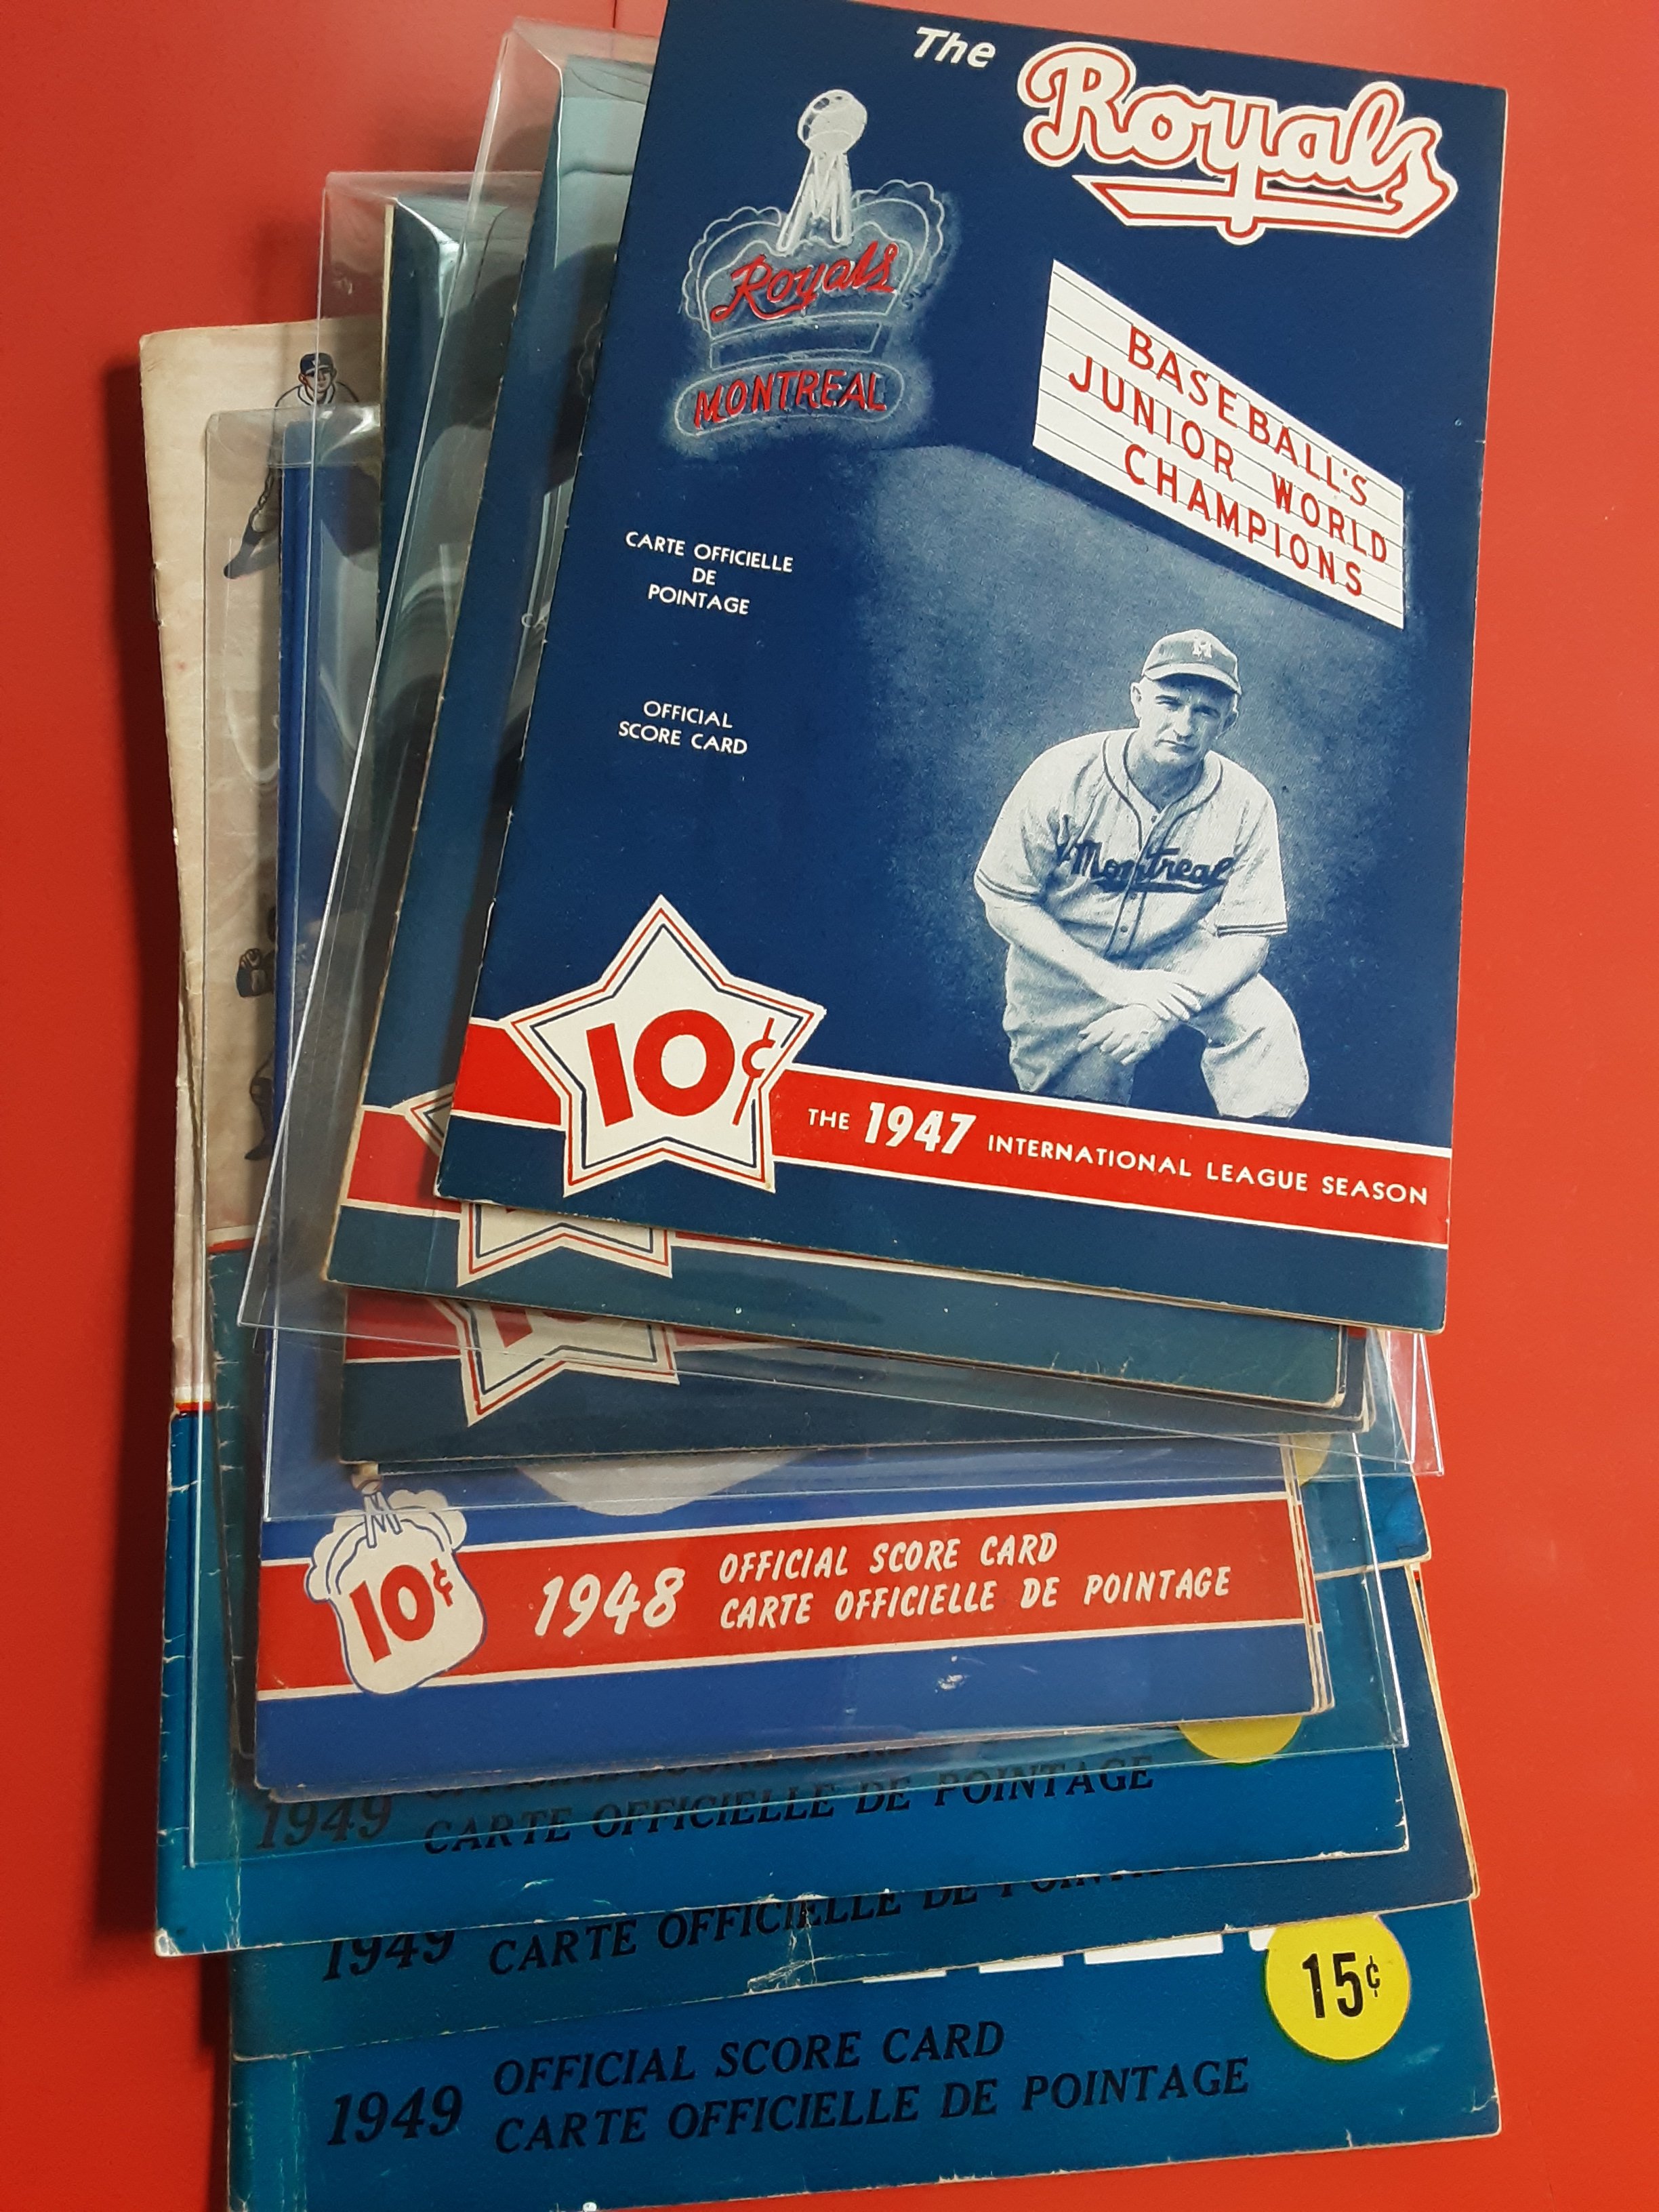 The
Royals
M
Royals
MONTREAL
BASEBALL'S
JUNIOR WORLD
CHAMPIONS
CARTE OFFICIELLE
DE
POINTAGE
OFFICIAL
SCORE CARD
M
Montreal
10¢
THE 1947 INTERNATIONAL LEAGUE SEASON
M
10¢
1948
OFFICIAL SCORE CARD
CARTE OFFICIELLE DE POINTAGE
1949
CARTE OFFICIELLE DE POINTAGE
1949
CARTE OFFICIELLE DE
15¢
1949
OFFICIAL SCORE CARD
CARTE OFFICIELLE DE POINTAGE